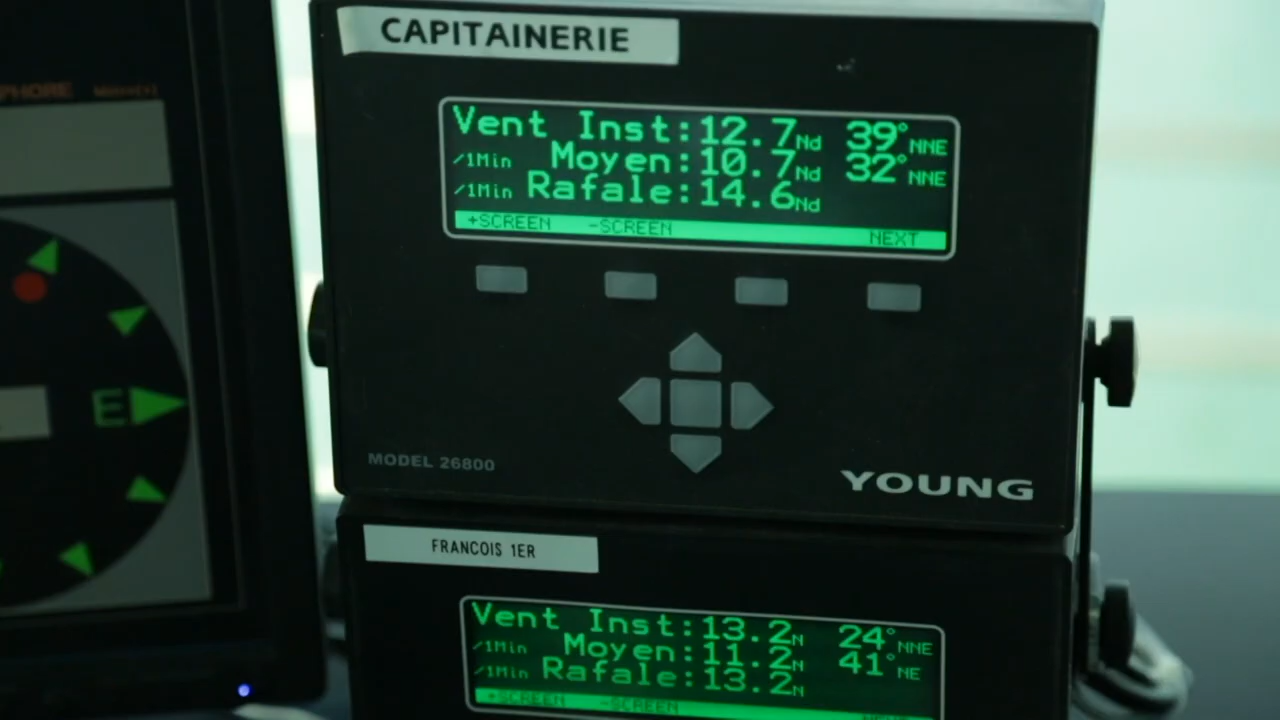 CAPITAINERIE
Vent Inst:12.7Nd 39° NNE
/1Min Moyen:10.7Nd 32° NNE
/1Min Rafale:14.6Nd
+SCREEN -SCREEN NEXT
E
MODEL 26800
YOUNG
FRANCOIS 1ER
Vent Inst:13.2N 24° NNE
/1Min Moyen:11.2N 41° NE
/1Min Rafale:13.2N
+SCREEN -SCREEN